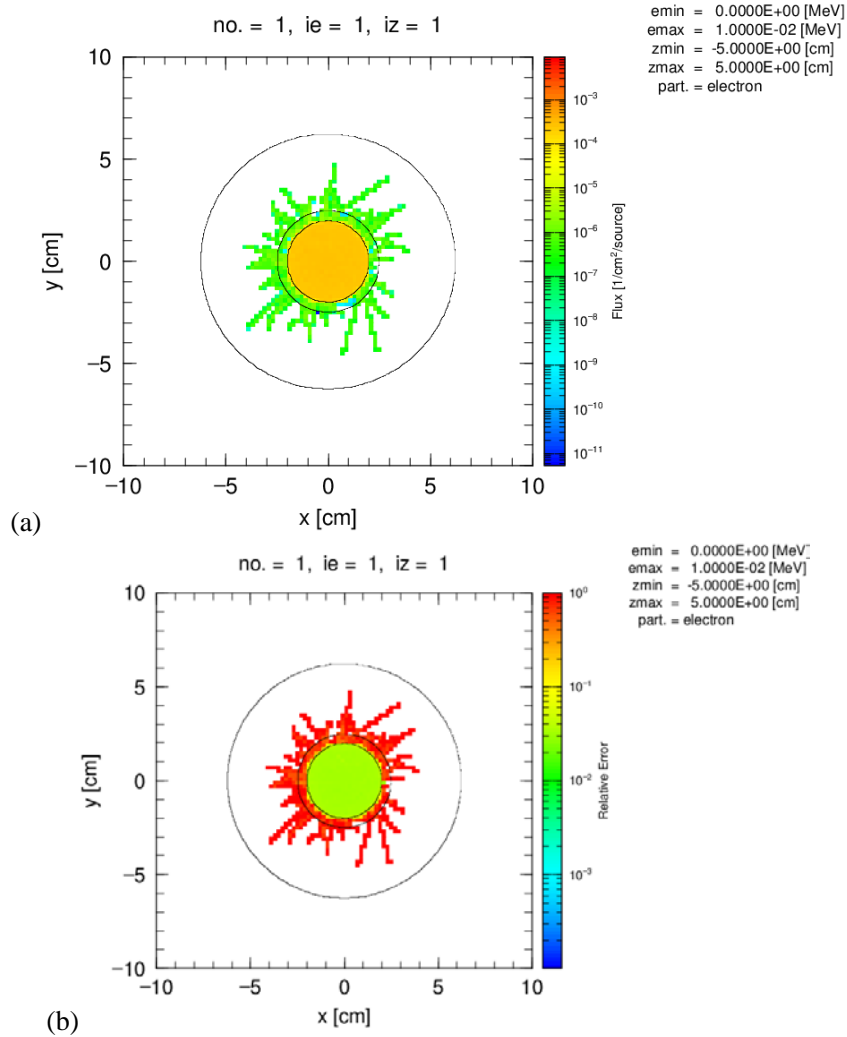 no. = 1, ie = 1, iz = 1
emin = 0.0000E+00 [MeV]
emax = 1.0000E-02 [MeV]
zmin = -5.0000E+00 [cm]
zmax = 5.0000E+00 [cm]
part. = electron
10
5
0
−5
−10
y [cm]
−10 −5 0 5 10
x [cm]
10⁻³
10⁻⁴
10⁻⁵
10⁻⁶
10⁻⁷
10⁻⁸
10⁻⁹
10⁻¹⁰
10⁻¹¹
Flux [1/cm²/source]
(a)
no. = 1, ie = 1, iz = 1
emin = 0.0000E+00 [MeV]
emax = 1.0000E-02 [MeV]
zmin = -5.0000E+00 [cm]
zmax = 5.0000E+00 [cm]
part. = electron
10
5
0
−5
−10
y [cm]
−10 −5 0 5 10
x [cm]
10⁰
10⁻¹
10⁻²
10⁻³
Relative Error
(b)